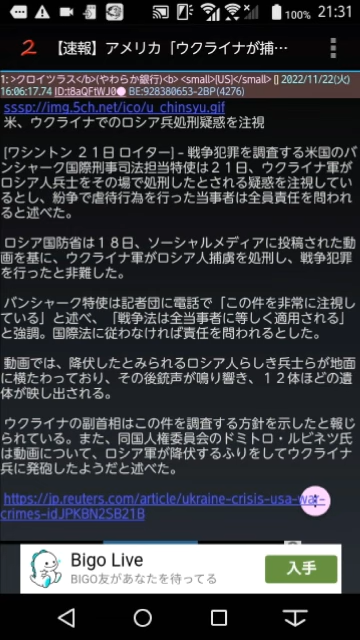 100% 21:31
2 【速報】アメリカ「ウクライナが捕…
1: >クロイツラス</b>(やわらか銀行)<b> <small>[US]</small> [] 2022/11/22(火)
16:06:17.74 ID:t8aQFtWJ0● BE:928380653-2BP(4276)
sssp://img.5ch.net/ico/u_chinsyu.gif
米、ウクライナでのロシア兵処刑疑惑を注視
[ワシントン ２１日 ロイター] - 戦争犯罪を調査する米国のバ
ンシャーク国際刑事司法担当特使は２１日、ウクライナ軍が
ロシア人兵士をその場で処刑したとされる疑惑を注視してい
るとし、紛争で虐待行為を行った当事者は全員責任を問われ
ると述べた。
ロシア国防省は１８日、ソーシャルメディアに投稿された動
画を基に、ウクライナ軍がロシア人捕虜を処刑し、戦争犯罪
を行ったと非難した。
バンシャーク特使は記者団に電話で「この件を非常に注視し
ている」と述べ、「戦争法は全当事者に等しく適用される」
と強調。国際法に従わなければ責任を問われるとした。
動画では、降伏したとみられるロシア人らしき兵士らが地面
に横たわっており、その後銃声が鳴り響き、１２体ほどの遺
体が映し出される。
ウクライナの副首相はこの件を調査する方針を示したと報じ
られている。また、同国人権委員会のドミトロ・ルビネツ氏
は動画について、ロシア軍が降伏するふりをしてウクライナ
兵に発砲したようだと述べた。
https://jp.reuters.com/article/ukraine-crisis-usa-war-
crimes-idJPKBN2SB21B
Bigo Live
BIGO友があなたを待ってる
入手